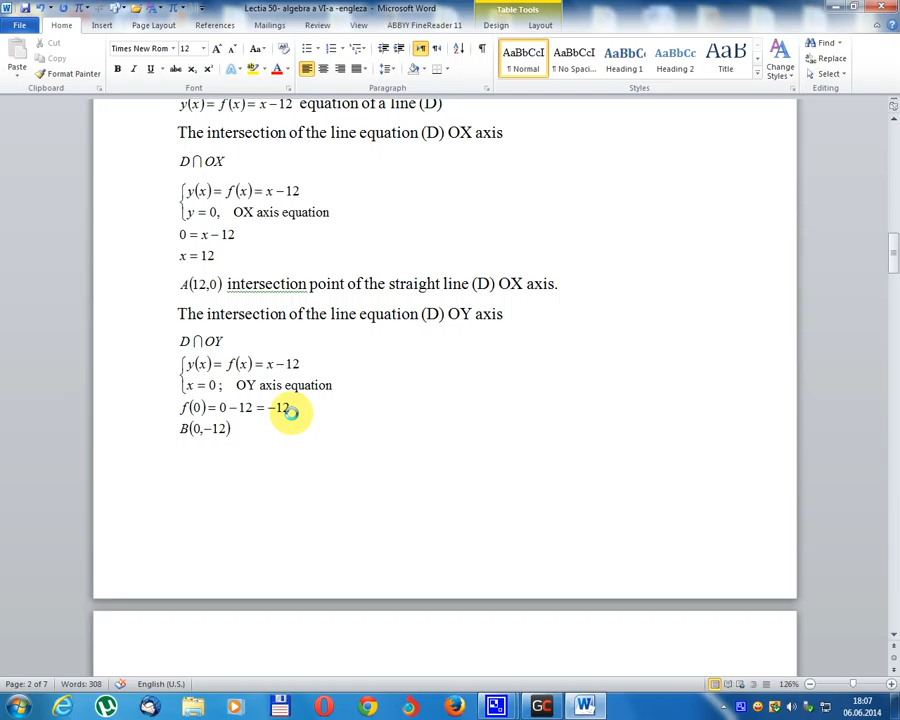 Lectia 50- algebra a VI-a -engleza - Microsoft Word
Table Tools
File Home Insert Page Layout References Mailings Review View ABBYY FineReader 11 Design Layout
Paste
Cut
Copy
Format Painter
Clipboard
Times New Rom 12
Font
Paragraph
AaBbCcI AaBbCcI AaBbC AaBbCc AaB
¶ Normal ¶ No Spaci... Heading 1 Heading 2 Title
Change Styles
Styles
Find
Replace
Select
Editing
y(x) = f(x) = x − 12 equation of a line (D)
The intersection of the line equation (D) OX axis
D⋂OX
y(x) = f(x) = x − 12
y = 0, OX axis equation
0 = x − 12
x = 12
A(12,0) intersection point of the straight line (D) OX axis.
The intersection of the line equation (D) OY axis
D⋂OY
y(x) = f(x) = x − 12
x = 0 ; OY axis equation
f(0) = 0 − 12 = −12
B(0,−12)
Page: 2 of 7 Words: 308 English (U.S.) 126%
18:07
06.06.2014